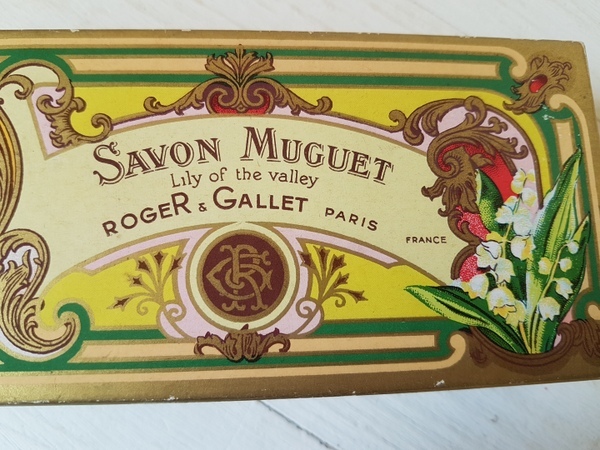 SAVON MUGUET
Lily of the valley
ROGER & GALLET PARIS
FRANCE